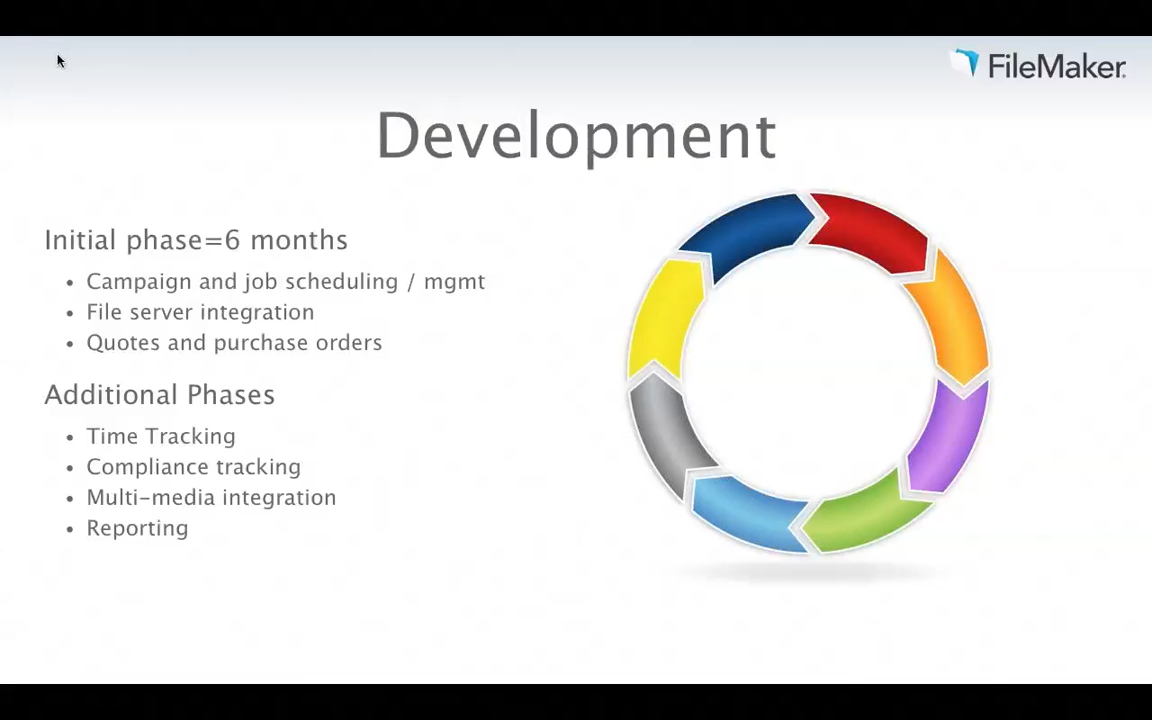 FileMaker
Development
Initial phase=6 months
• Campaign and job scheduling / mgmt
• File server integration
• Quotes and purchase orders
Additional Phases
• Time Tracking
• Compliance tracking
• Multi-media integration
• Reporting